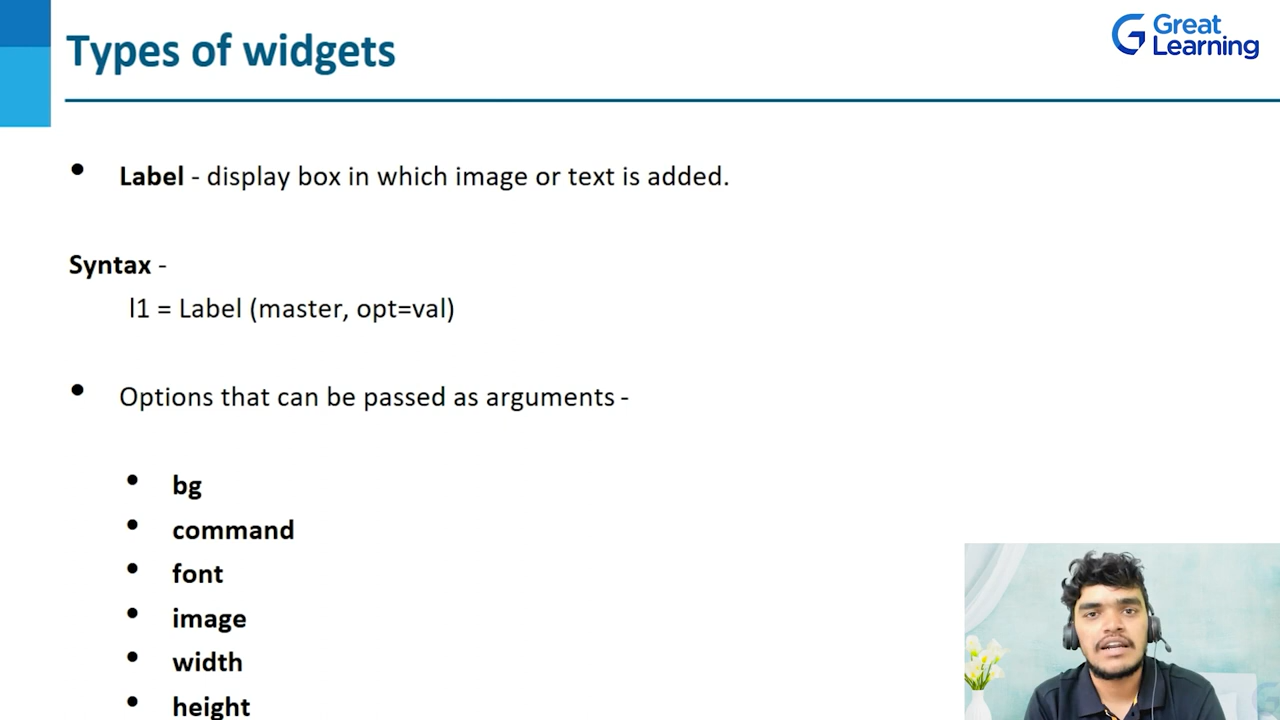 Types of widgets
Great
Learning
• Label - display box in which image or text is added.
Syntax -
l1 = Label (master, opt=val)
• Options that can be passed as arguments -
• bg
• command
• font
• image
• width
• height